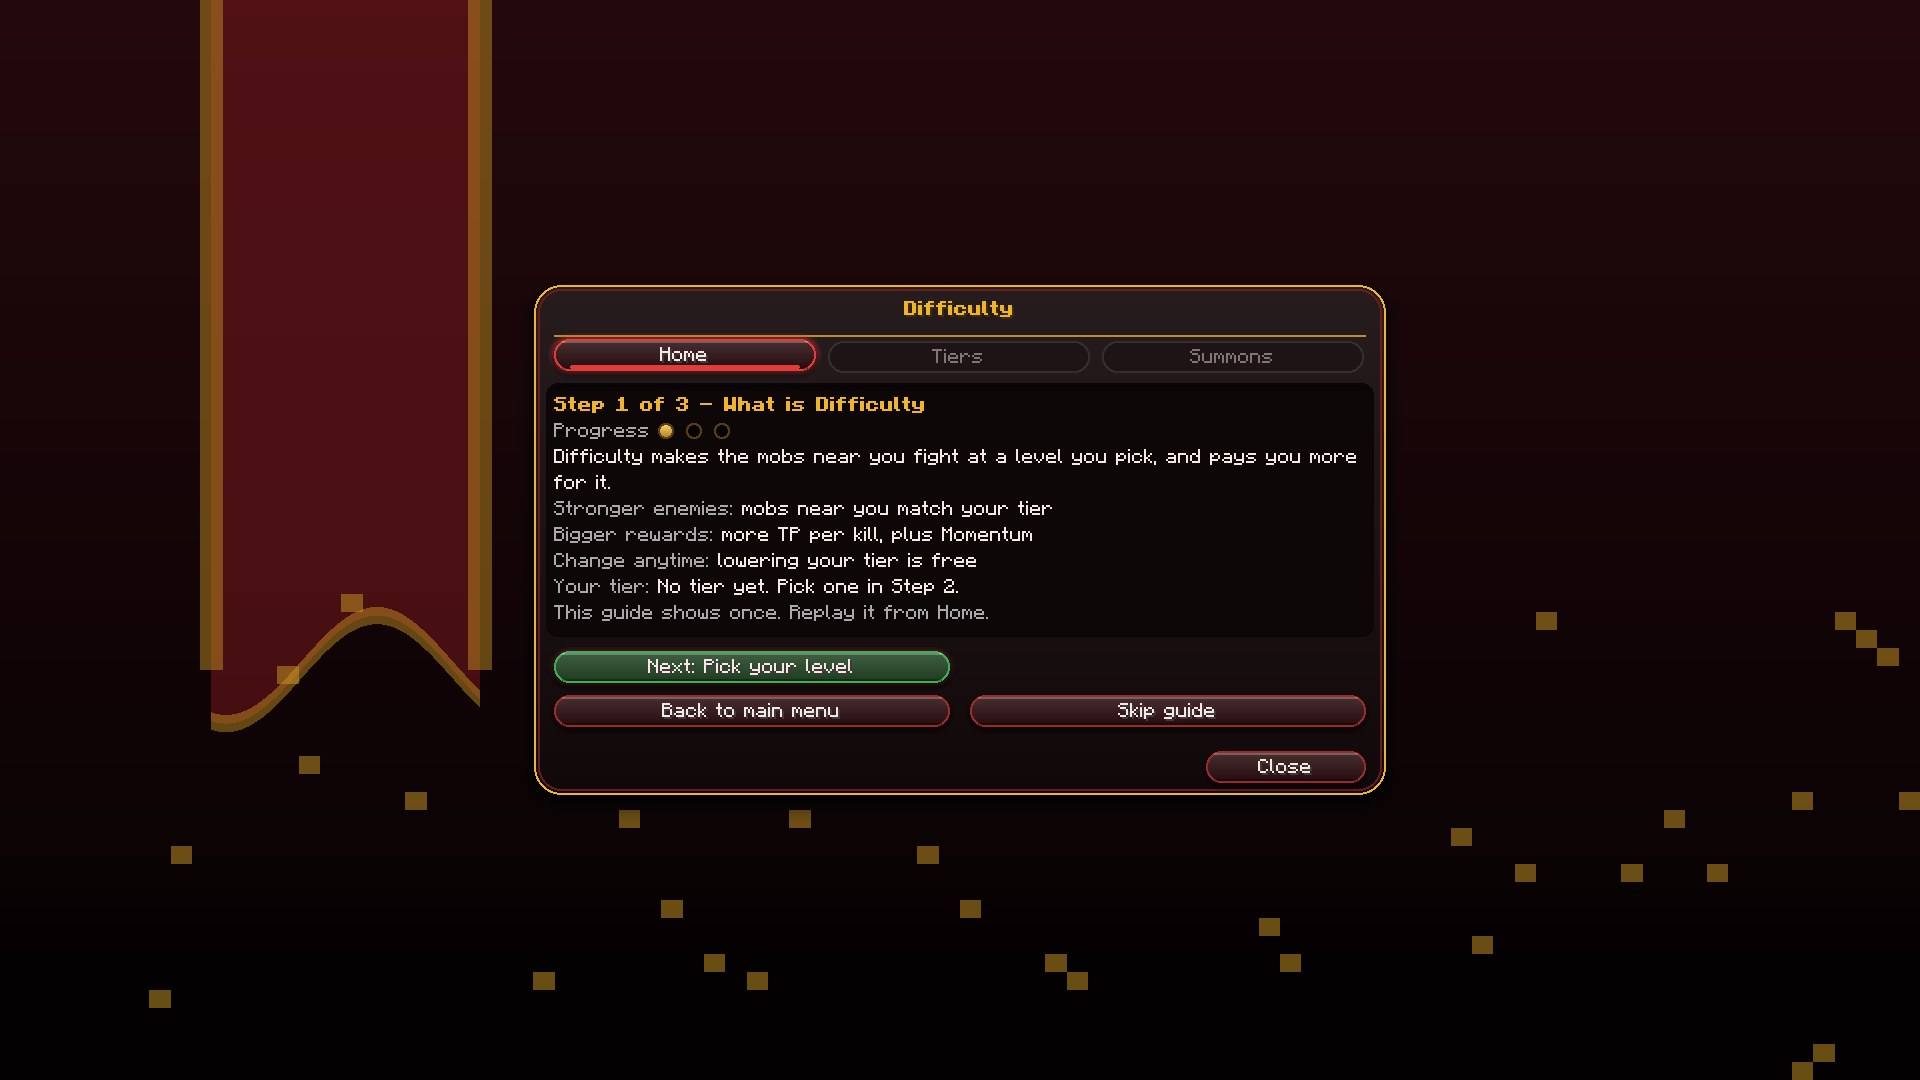 Difficulty
Home
Tiers
Summons
Step 1 of 3 – What is Difficulty
Progress
Difficulty makes the mobs near you fight at a level you pick, and pays you more
for it.
Stronger enemies: mobs near you match your tier
Bigger rewards: more TP per kill, plus Momentum
Change anytime: lowering your tier is free
Your tier: No tier yet. Pick one in Step 2.
This guide shows once. Replay it from Home.
Next: Pick your level
Back to main menu
Skip guide
Close